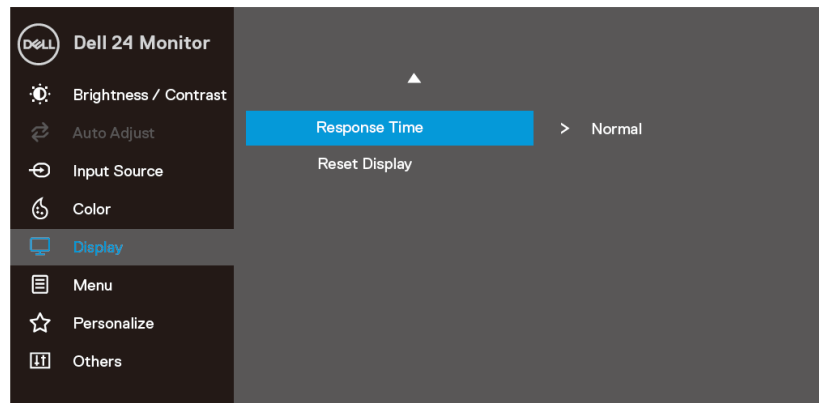 DELL Dell 24 Monitor
Brightness / Contrast
Auto Adjust
Response Time > Normal
Input Source
Reset Display
Color
Display
Menu
Personalize
Others